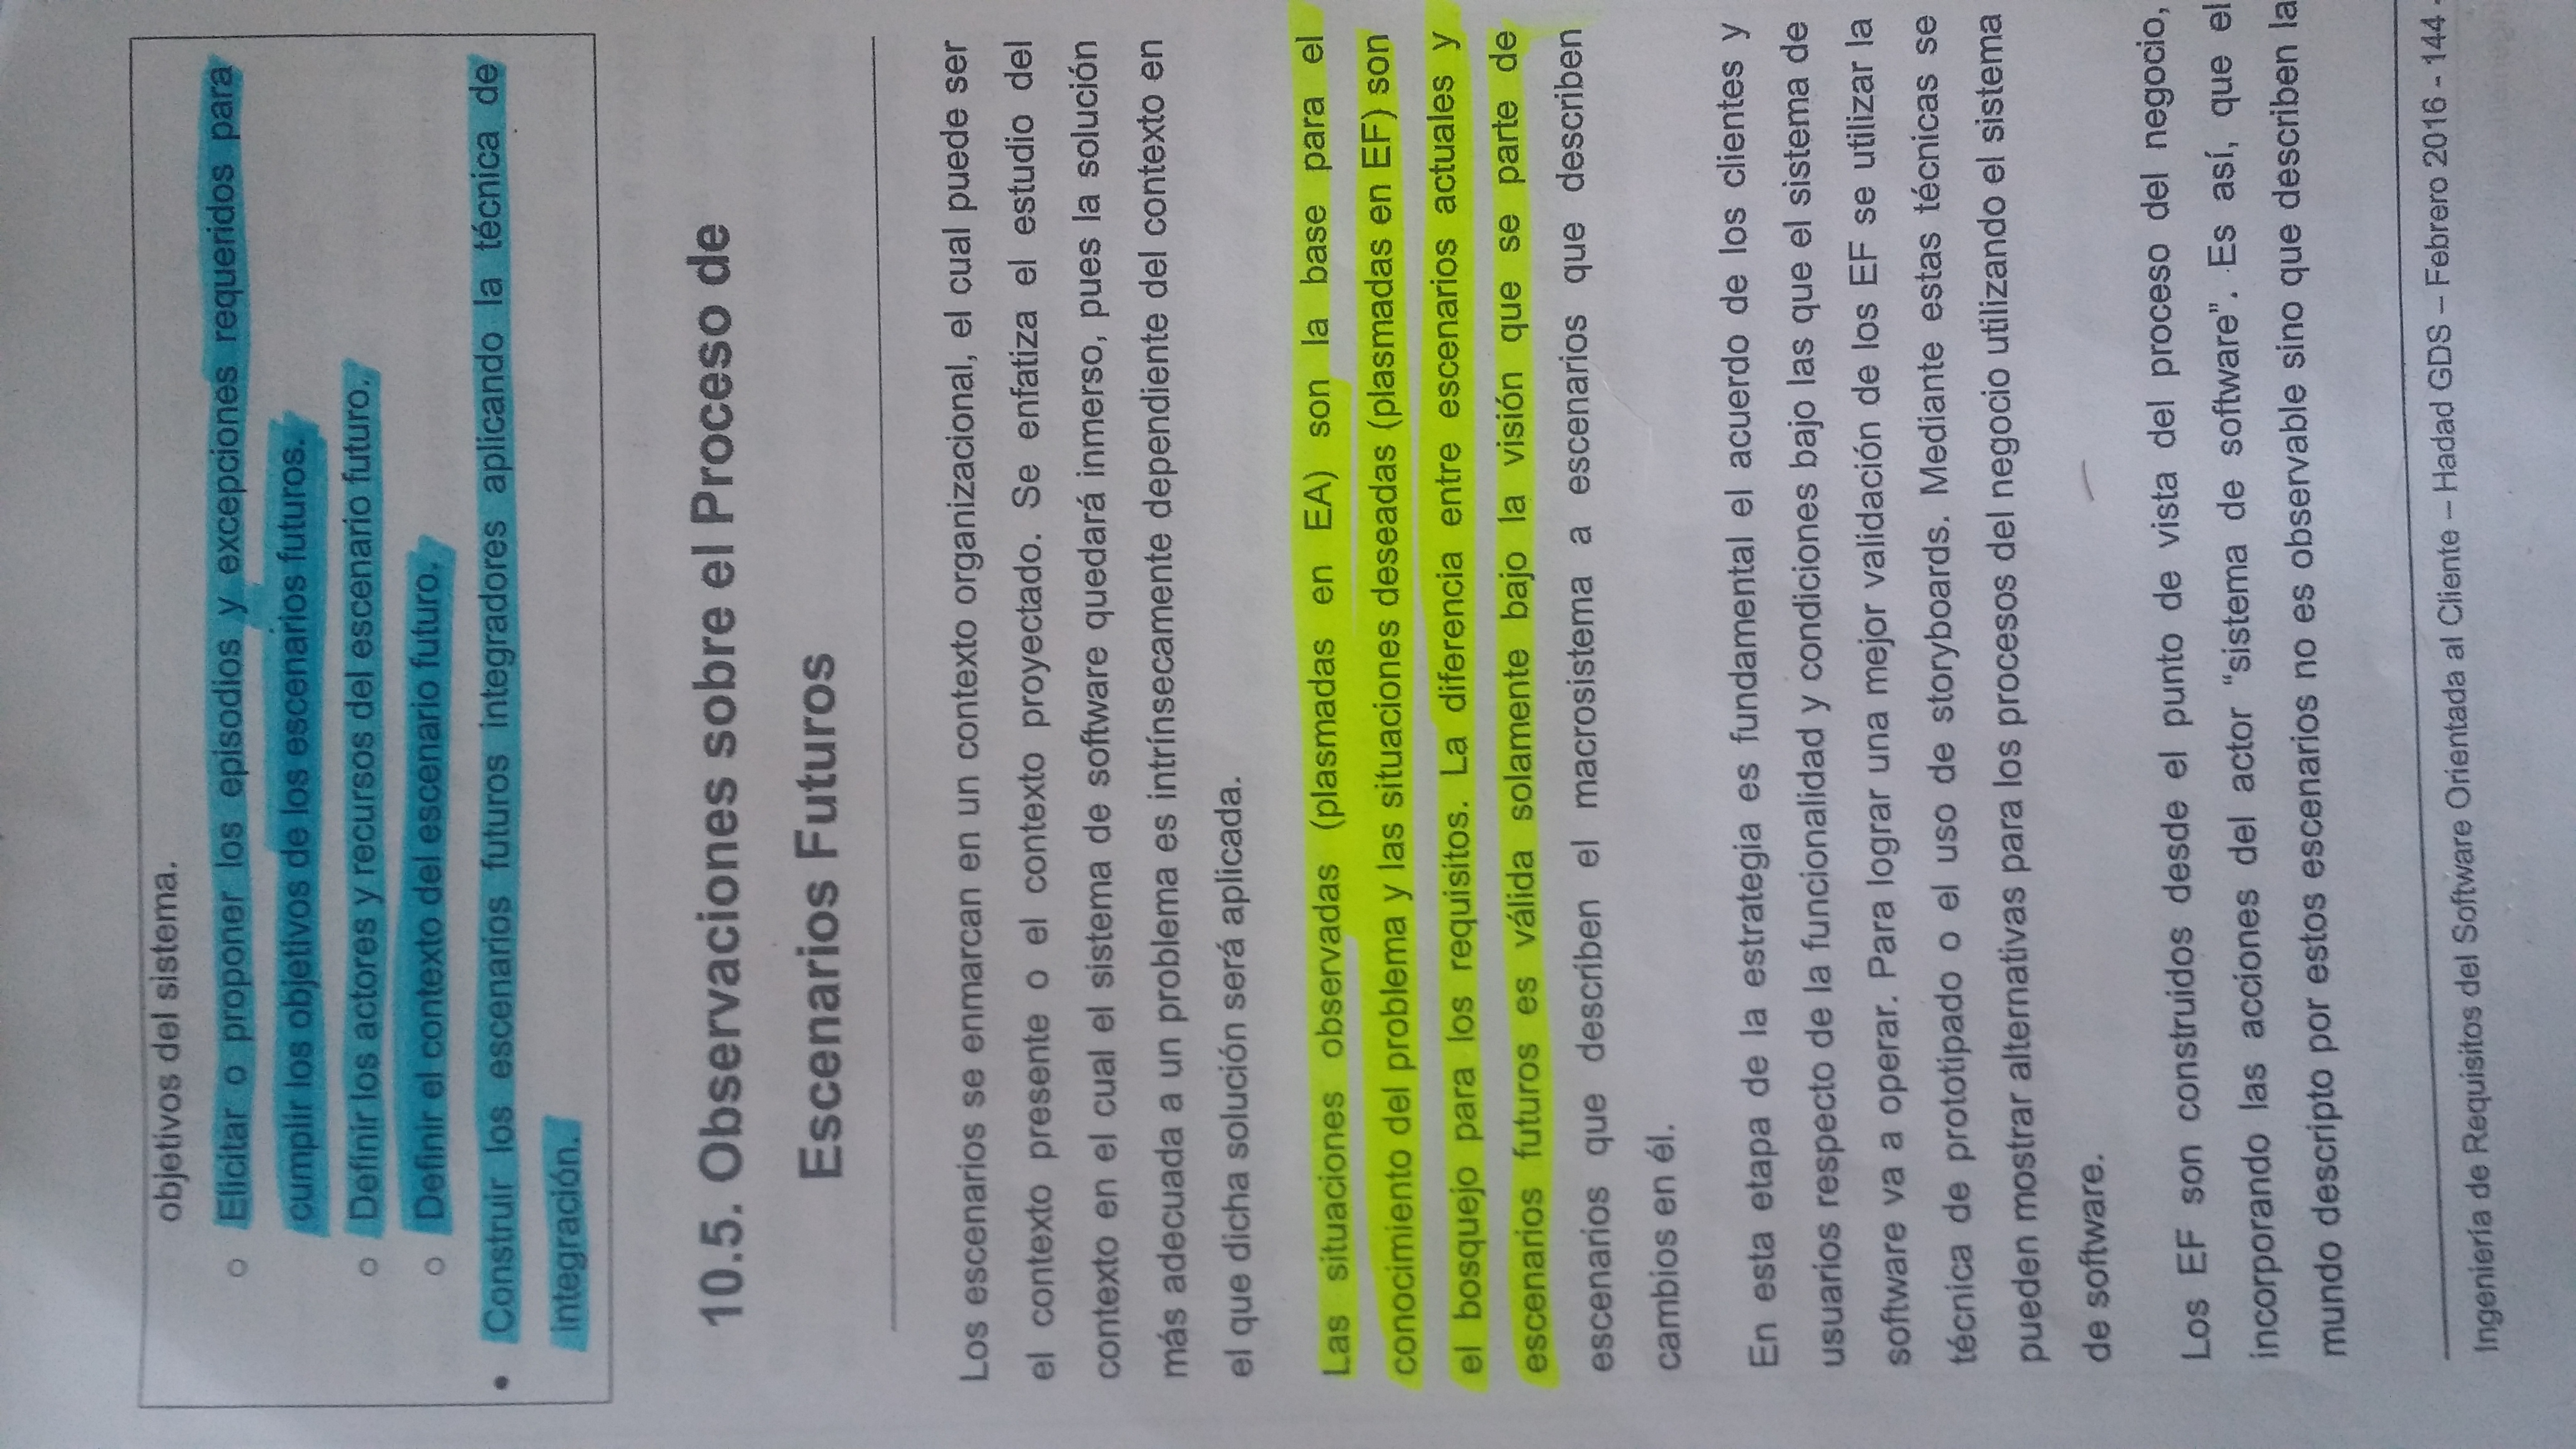 objetivos del sistema.
o Elicitar o proponer los episodios y excepciones requeridos para
cumplir los objetivos de los escenarios futuros.
o Definir los actores y recursos del escenario futuro.
o Definir el contexto del escenario futuro.
• Construir los escenarios futuros integradores aplicando la técnica de
integración.
10.5. Observaciones sobre el Proceso de
Escenarios Futuros
Los escenarios se enmarcan en un contexto organizacional, el cual puede ser
el contexto presente o el contexto proyectado. Se enfatiza el estudio del
contexto en el cual el sistema de software quedará inmerso, pues la solución
más adecuada a un problema es intrínsecamente dependiente del contexto en
el que dicha solución será aplicada.
Las situaciones observadas (plasmadas en EA) son la base para el
conocimiento del problema y las situaciones deseadas (plasmadas en EF) son
el bosquejo para los requisitos. La diferencia entre escenarios actuales y
escenarios futuros es válida solamente bajo la visión que se parte de
escenarios que describen el macrosistema a escenarios que describen
cambios en él.
En esta etapa de la estrategia es fundamental el acuerdo de los clientes y
usuarios respecto de la funcionalidad y condiciones bajo las que el sistema de
software va a operar. Para lograr una mejor validación de los EF se utilizar la
técnica de prototipado o el uso de storyboards. Mediante estas técnicas se
pueden mostrar alternativas para los procesos del negocio utilizando el sistema
de software.
Los EF son construidos desde el punto de vista del proceso del negocio,
incorporando las acciones del actor “sistema de software”. Es así, que el
mundo descripto por estos escenarios no es observable sino que describen la
Ingeniería de Requisitos del Software Orientada al Cliente – Hadad GDS – Febrero 2016 - 144 -